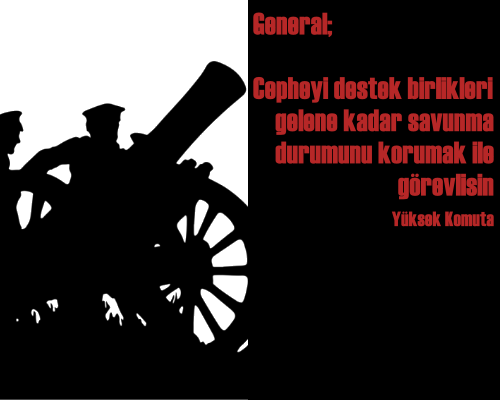 General;
Cepheyi destek birlikleri
gelene kadar savunma
durumunu korumak ile
görevlisin
Yüksek Komuta